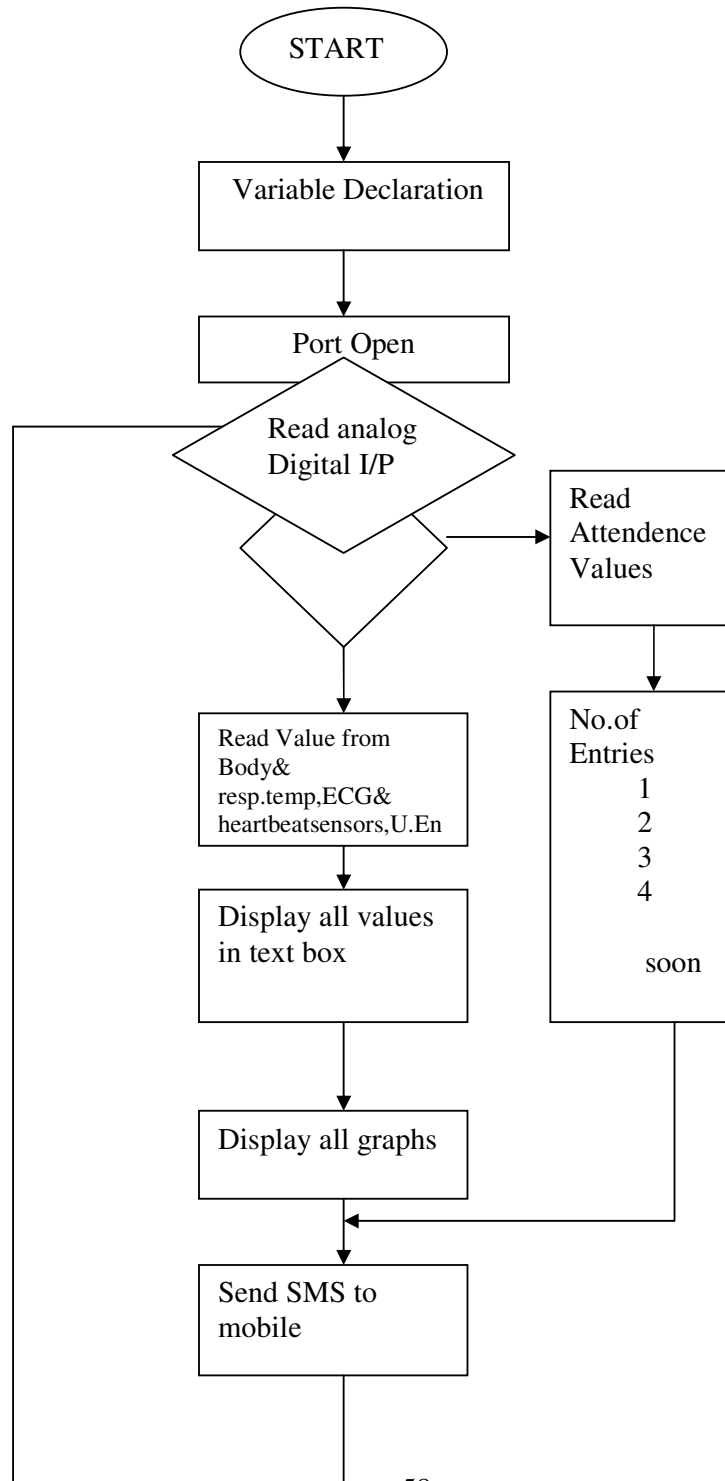 START
Variable Declaration
Port Open
Read analog
Digital I/P
Read
Attendence
Values
Read Value from
Body&
resp.temp,ECG&
heartbeatsensors,U.En
No.of
Entries
1
2
3
4
soon
Display all values
in text box
Display all graphs
Send SMS to
mobile